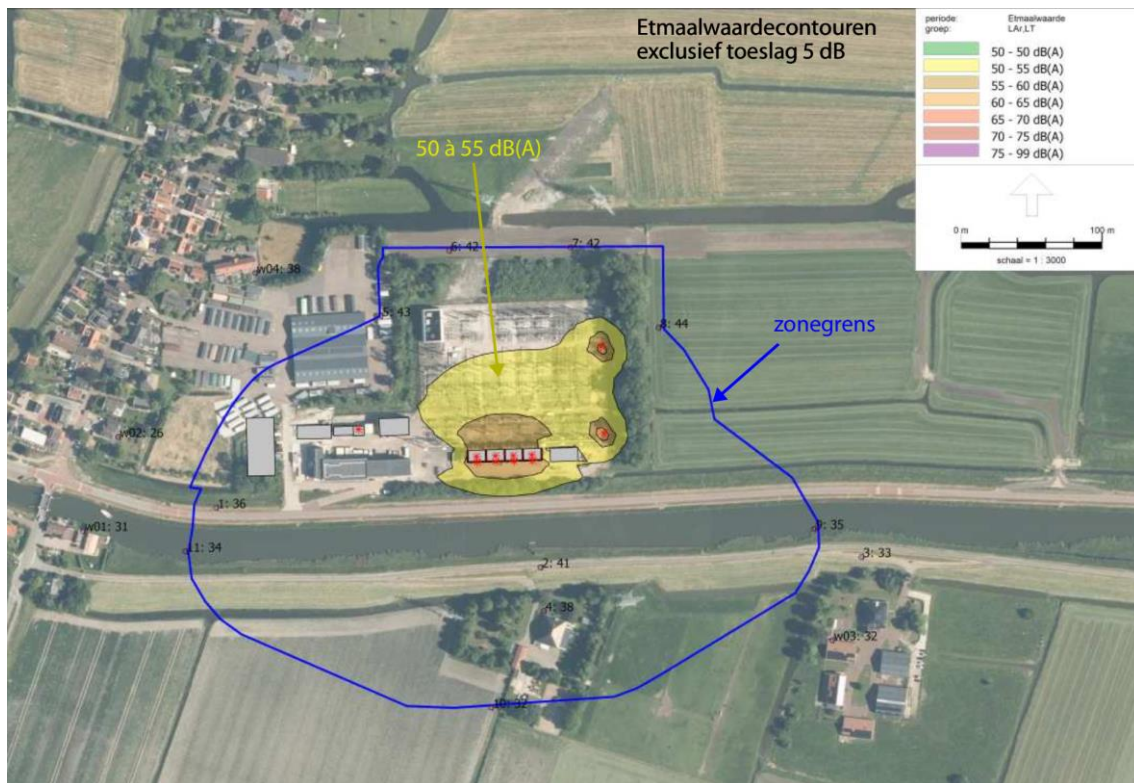 Etmaalwaardecontouren
exclusief toeslag 5 dB
periode: Etmaalwaarde
groep: LAr,LT
50 - 50 dB(A)
50 - 55 dB(A)
55 - 60 dB(A)
60 - 65 dB(A)
65 - 70 dB(A)
70 - 75 dB(A)
75 - 99 dB(A)
0 m 100 m
schaal = 1 : 3000
50 à 55 dB(A)
6: 42
7: 42
w04: 38
5: 43
8: 44
zonegrens
w02: 26
1: 36
w01: 31
9: 35
11: 34
2: 41
3: 33
4: 38
w03: 32
10: 32